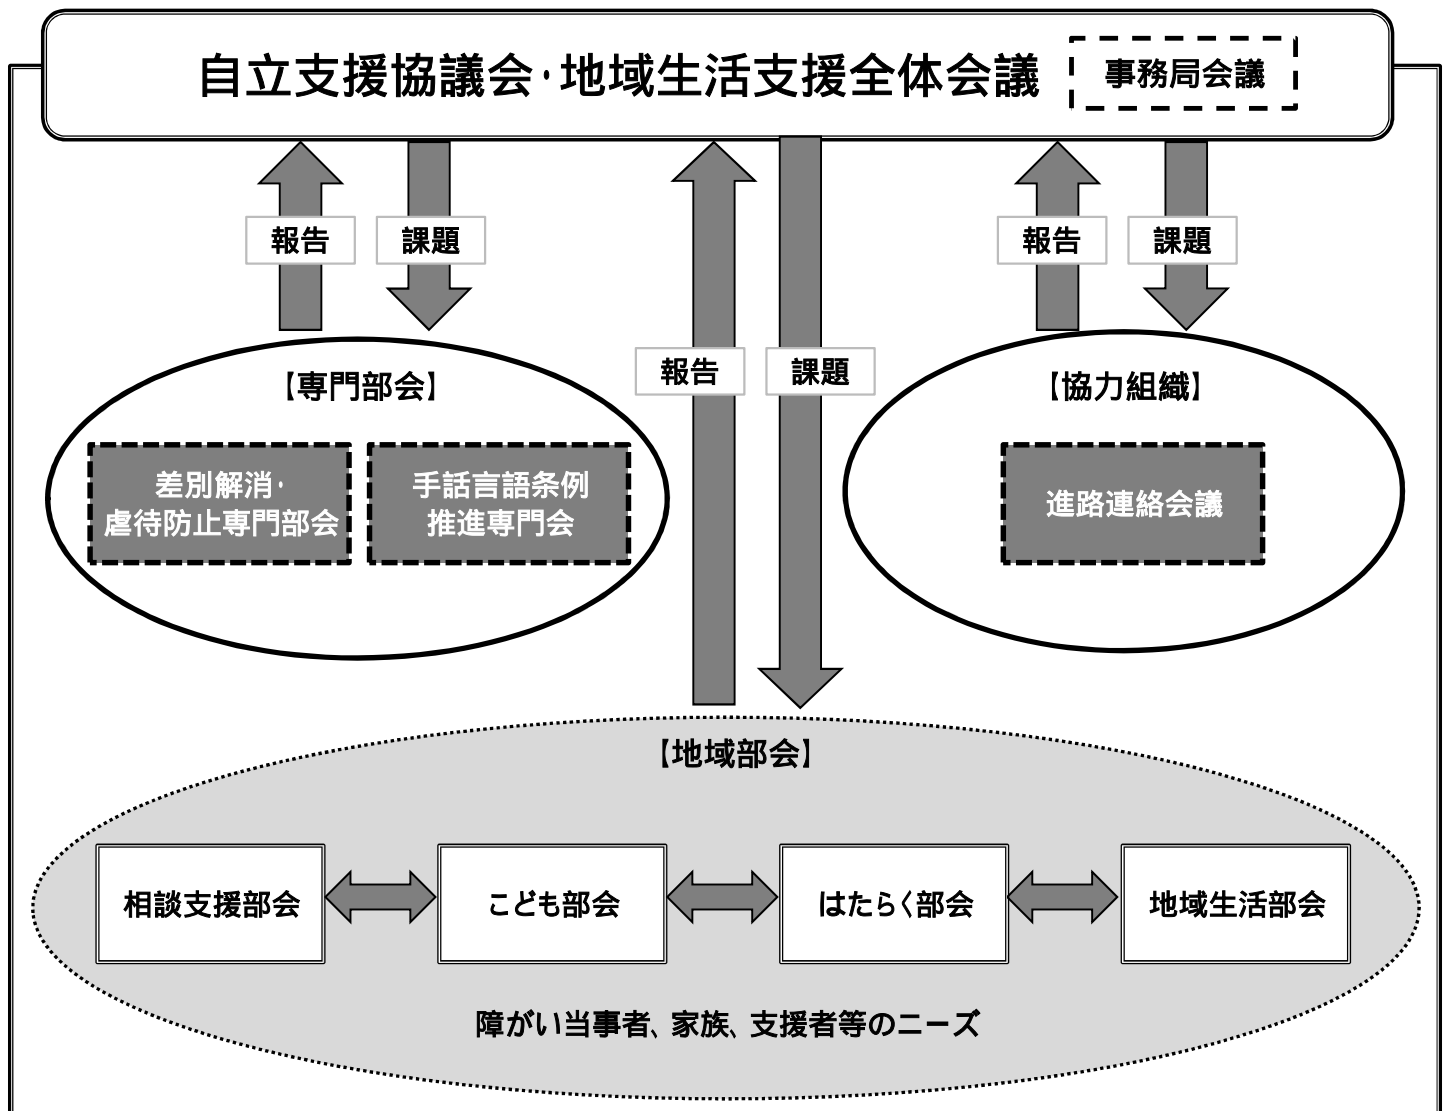 自立支援協議会・地域生活支援全体会議
事務局会議
報告
課題
報告
課題
報告
課題
【専門部会】
差別解消・
虐待防止専門部会
手話言語条例
推進専門会
【協力組織】
進路連絡会議
【地域部会】
相談支援部会
こども部会
はたらく部会
地域生活部会
障がい当事者、家族、支援者等のニーズ